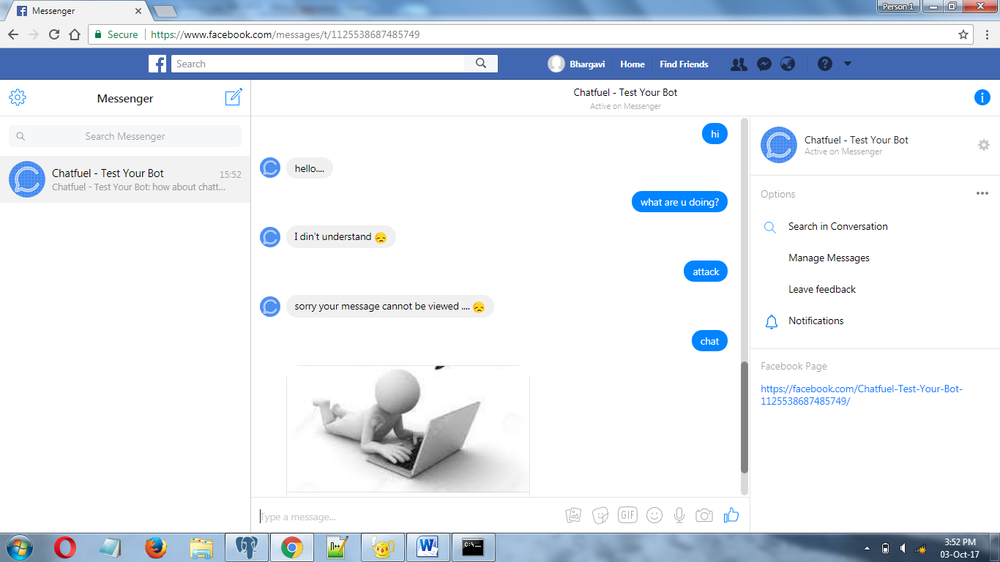 Messenger
Person 1
Secure
https://www.facebook.com/messages/t/1125538687485749
Search
Bhargavi
Home
Find Friends
Messenger
Chatfuel - Test Your Bot
Active on Messenger
Search Messenger
Chatfuel - Test Your Bot
15:52
Chatfuel - Test Your Bot: how about chatt...
hi
hello....
what are u doing?
I din't understand 😞
attack
sorry your message cannot be viewed .... 😞
chat
Type a message...
GIF
Chatfuel - Test Your Bot
Active on Messenger
Options
Search in Conversation
Manage Messages
Leave feedback
Notifications
Facebook Page
https://facebook.com/Chatfuel-Test-Your-Bot-
1125538687485749/
3:52 PM
03-Oct-17